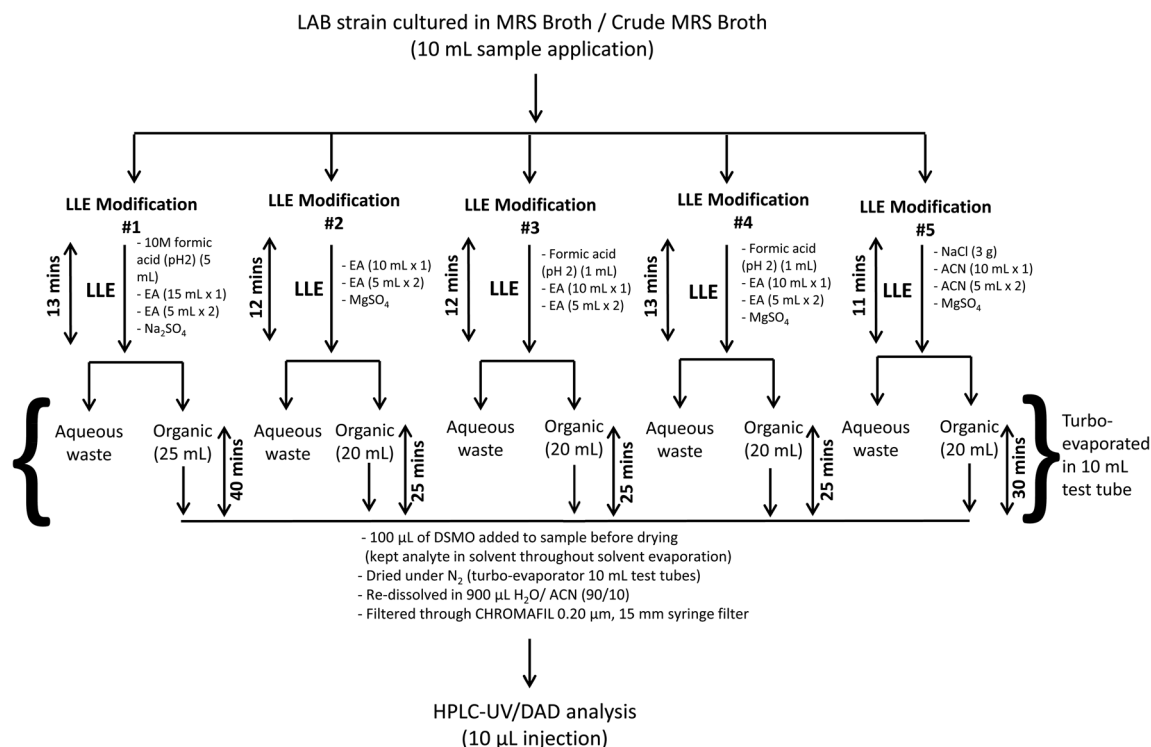 LAB strain cultured in MRS Broth / Crude MRS Broth
(10 mL sample application)
LLE Modification
#1
13 mins
LLE
- 10M formic
acid (pH2) (5
mL)
- EA (15 mL x 1)
- EA (5 mL x 2)
- Na₂SO₄
LLE Modification
#2
12 mins
LLE
- EA (10 mL x 1)
- EA (5 mL x 2)
- MgSO₄
LLE Modification
#3
12 mins
LLE
- Formic acid
(pH 2) (1 mL)
- EA (10 mL x 1)
- EA (5 mL x 2)
LLE Modification
#4
13 mins
LLE
- Formic acid
(pH 2) (1 mL)
- EA (10 mL x 1)
- EA (5 mL x 2)
- MgSO₄
LLE Modification
#5
11 mins
LLE
- NaCl (3 g)
- ACN (10 mL x 1)
- ACN (5 mL x 2)
- MgSO₄
{
Aqueous
waste
Organic
(25 mL)
40 mins
Aqueous
waste
Organic
(20 mL)
25 mins
Aqueous
waste
Organic
(20 mL)
25 mins
Aqueous
waste
Organic
(20 mL)
25 mins
Aqueous
waste
Organic
(20 mL)
30 mins
}
Turbo-
evaporated
in 10 mL
test tube
- 100 µL of DSMO added to sample before drying
(kept analyte in solvent throughout solvent evaporation)
- Dried under N₂ (turbo-evaporator 10 mL test tubes)
- Re-dissolved in 900 µL H₂O/ ACN (90/10)
- Filtered through CHROMAFIL 0.20 µm, 15 mm syringe filter
HPLC-UV/DAD analysis
(10 µL injection)